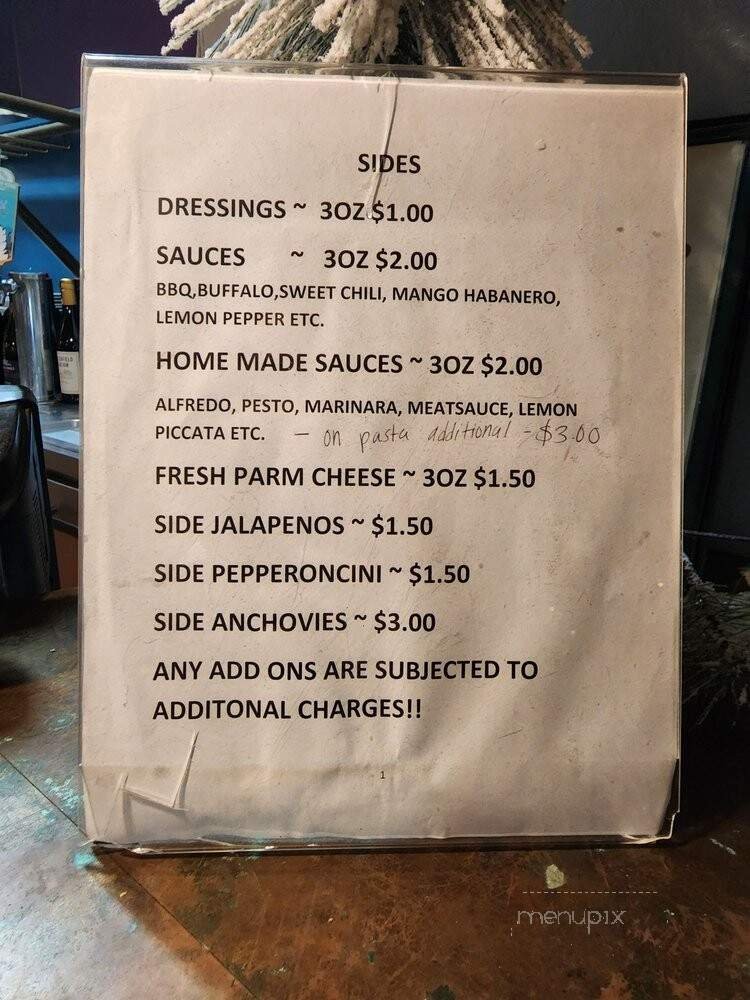 SIDES
DRESSINGS ~ 3OZ $1.00
SAUCES ~ 3OZ $2.00
BBQ,BUFFALO,SWEET CHILI, MANGO HABANERO,
LEMON PEPPER ETC.
HOME MADE SAUCES ~ 3OZ $2.00
ALFREDO, PESTO, MARINARA, MEATSAUCE, LEMON
PICCATA ETC. — on pasta additional - $3.00
FRESH PARM CHEESE ~ 3OZ $1.50
SIDE JALAPENOS ~ $1.50
SIDE PEPPERONCINI ~ $1.50
SIDE ANCHOVIES ~ $3.00
ANY ADD ONS ARE SUBJECTED TO
ADDITONAL CHARGES!!
1
menupix